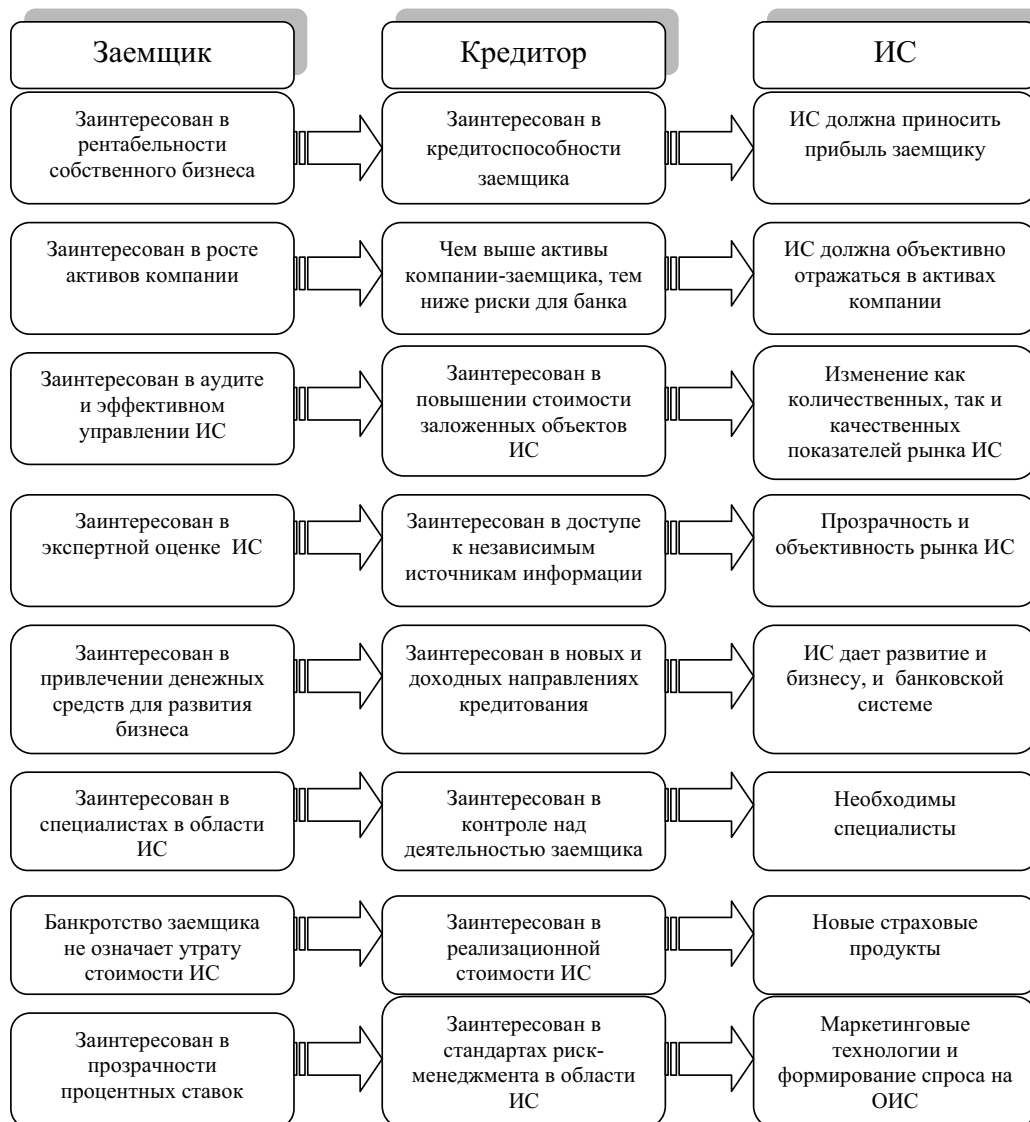 Заемщик
Кредитор
ИС
Заинтересован в
рентабельности
собственного бизнеса
Заинтересован в
кредитоспособности
заемщика
ИС должна приносить
прибыль заемщику
Заинтересован в росте
активов компании
Чем выше активы
компании-заемщика, тем
ниже риски для банка
ИС должна объективно
отражаться в активах
компании
Заинтересован в аудите
и эффективном
управлении ИС
Заинтересован в
повышении стоимости
заложенных объектов
ИС
Изменение как
количественных, так и
качественных
показателей рынка ИС
Заинтересован в
экспертной оценке ИС
Заинтересован в доступе
к независимым
источникам информации
Прозрачность и
объективность рынка ИС
Заинтересован в
привлечении денежных
средств для развития
бизнеса
Заинтересован в новых и
доходных направлениях
кредитования
ИС дает развитие и
бизнесу, и банковской
системе
Заинтересован в
специалистах в области
ИС
Заинтересован в
контроле над
деятельностью заемщика
Необходимы
специалисты
Банкротство заемщика
не означает утрату
стоимости ИС
Заинтересован в
реализационной
стоимости ИС
Новые страховые
продукты
Заинтересован в
прозрачности
процентных ставок
Заинтересован в
стандартах риск-
менеджмента в области
ИС
Маркетинговые
технологии и
формирование спроса на
ОИС